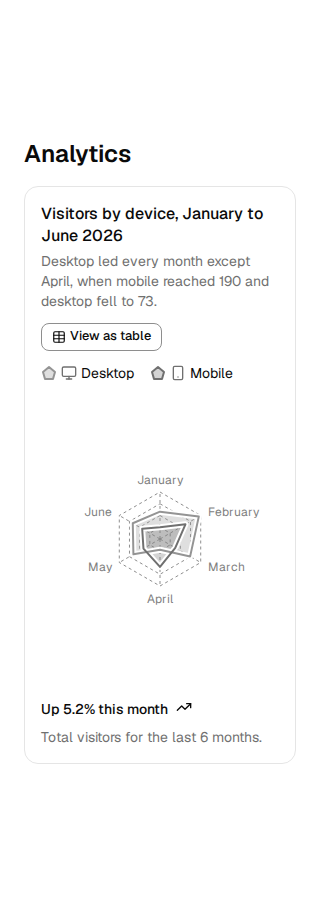 Analytics
Visitors by device, January to
June 2026
Desktop led every month except
April, when mobile reached 190 and
desktop fell to 73.
View as table
Desktop
Mobile
January
June
February
May
March
April
Up 5.2% this month
Total visitors for the last 6 months.